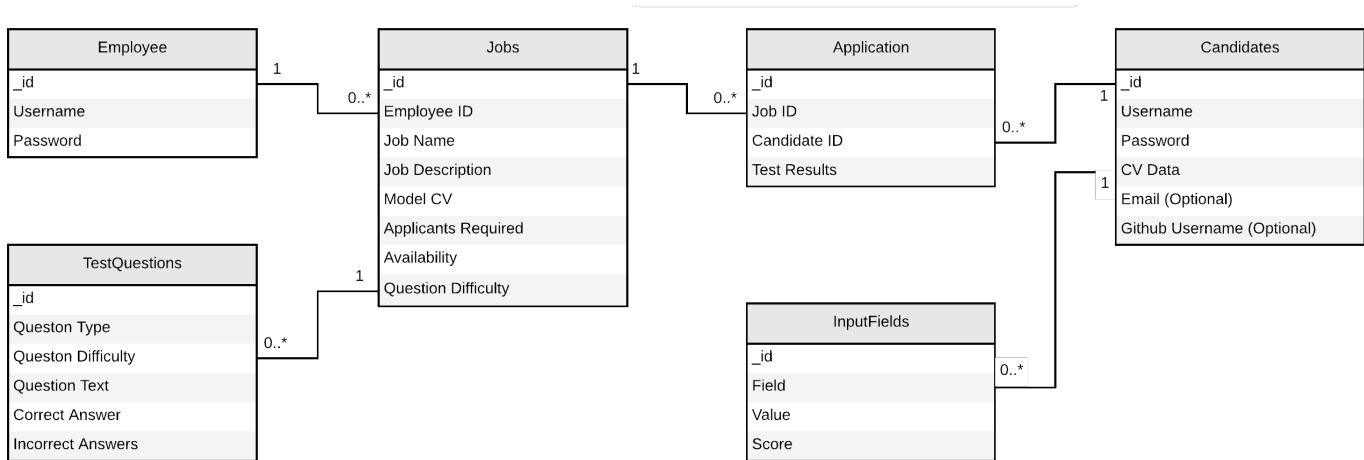 Employee
_id
Username
Password
1
0..*
Jobs
_id
Employee ID
Job Name
Job Description
Model CV
Applicants Required
Availability
Question Difficulty
1
0..*
Application
_id
Job ID
Candidate ID
Test Results
0..*
1
Candidates
_id
Username
Password
CV Data
Email (Optional)
Github Username (Optional)
1
TestQuestions
_id
Queston Type
Queston Difficulty
Question Text
Correct Answer
Incorrect Answers
0..*
1
InputFields
_id
Field
Value
Score
0..*